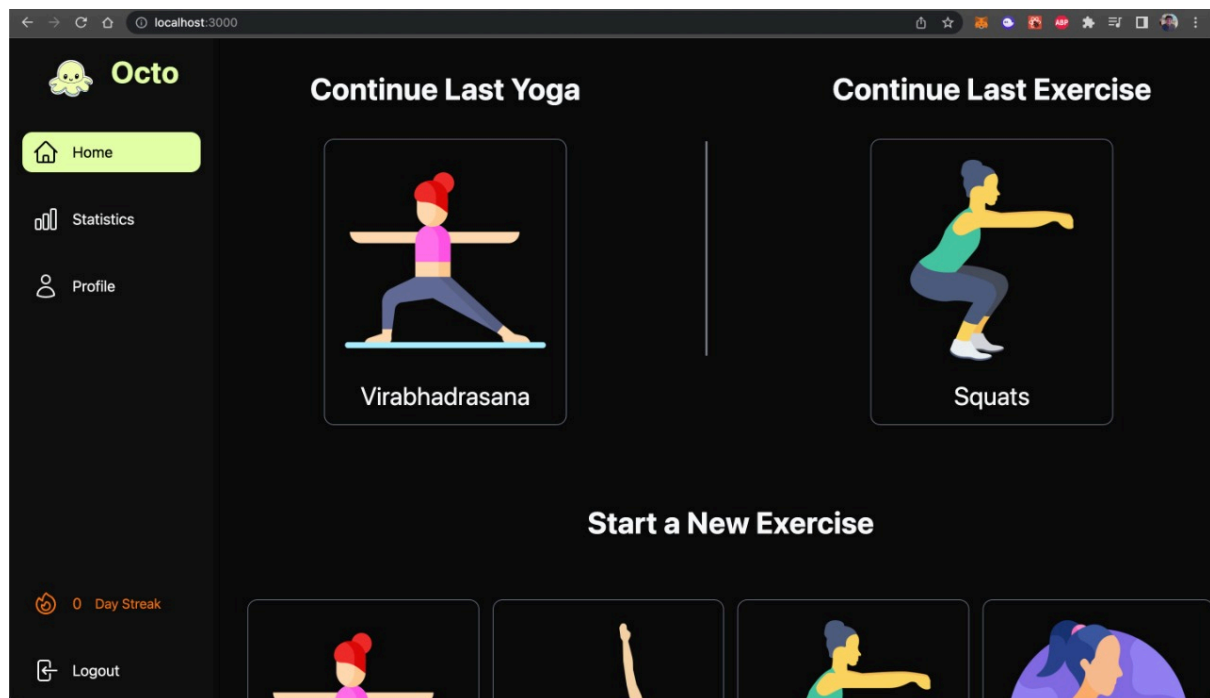 localhost:3000
ABP
Octo
Home
Statistics
Profile
0 Day Streak
Logout
Continue Last Yoga
Virabhadrasana
Continue Last Exercise
Squats
Start a New Exercise